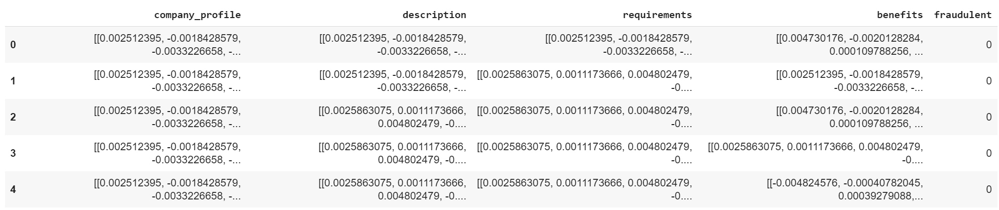 company_profile description requirements benefits fraudulent
0 [[0.002512395, -0.0018428579, [[0.002512395, -0.0018428579, [[0.002512395, -0.0018428579, [[0.004730176, -0.0020128284, 0
-0.0033226658, -... -0.0033226658, -... -0.0033226658, -... 0.000109788256, ...
1 [[0.002512395, -0.0018428579, [[0.002512395, -0.0018428579, [[0.0025863075, 0.0011173666, 0.004802479, [[0.002512395, -0.0018428579, 0
-0.0033226658, -... -0.0033226658, -... -0.... -0.0033226658, -...
2 [[0.002512395, -0.0018428579, [[0.0025863075, 0.0011173666, [[0.0025863075, 0.0011173666, 0.004802479, [[0.004730176, -0.0020128284, 0
-0.0033226658, -... 0.004802479, -0.... -0.... 0.000109788256, ...
3 [[0.002512395, -0.0018428579, [[0.0025863075, 0.0011173666, [[0.0025863075, 0.0011173666, 0.004802479, [[0.0025863075, 0.0011173666, 0.004802479, 0
-0.0033226658, -... 0.004802479, -0.... -0.... -0....
4 [[0.002512395, -0.0018428579, [[0.0025863075, 0.0011173666, [[0.0025863075, 0.0011173666, 0.004802479, [[-0.004824576, -0.00040782045, 0
-0.0033226658, -... 0.004802479, -0.... -0.... 0.00039279088,...